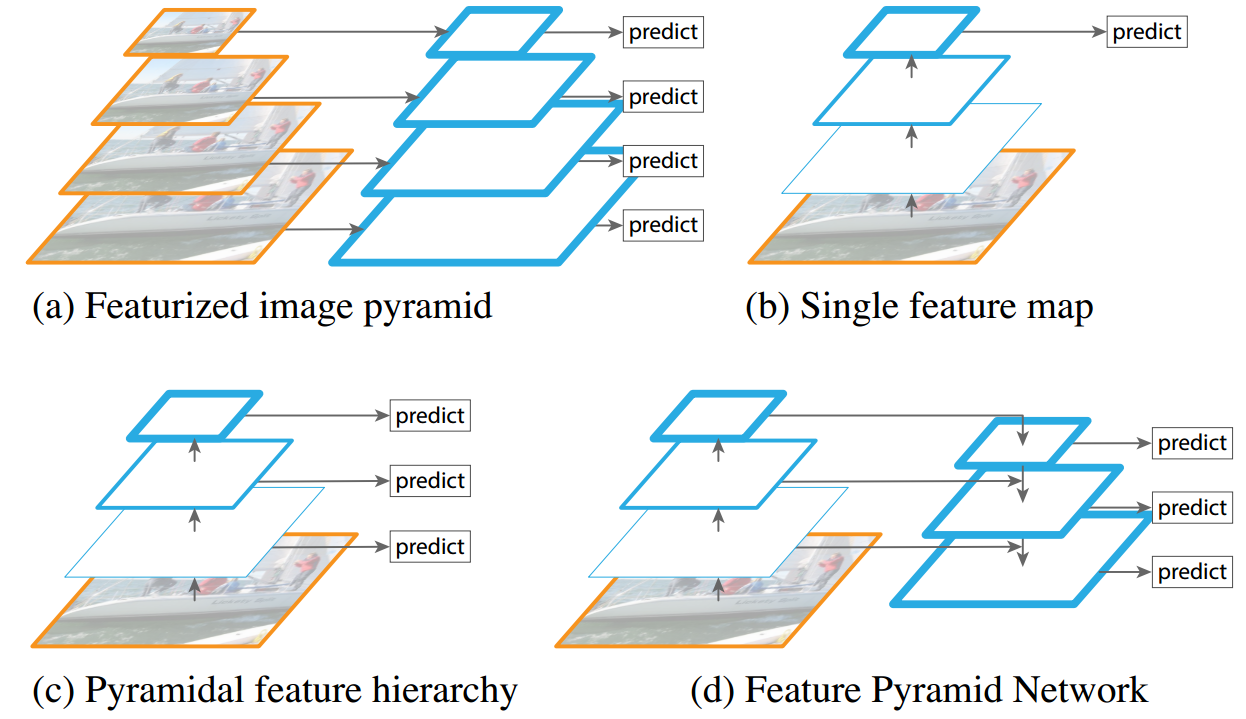 predict
predict
predict
predict
(a) Featurized image pyramid
predict
(b) Single feature map
predict
predict
predict
(c) Pyramidal feature hierarchy
predict
predict
predict
(d) Feature Pyramid Network